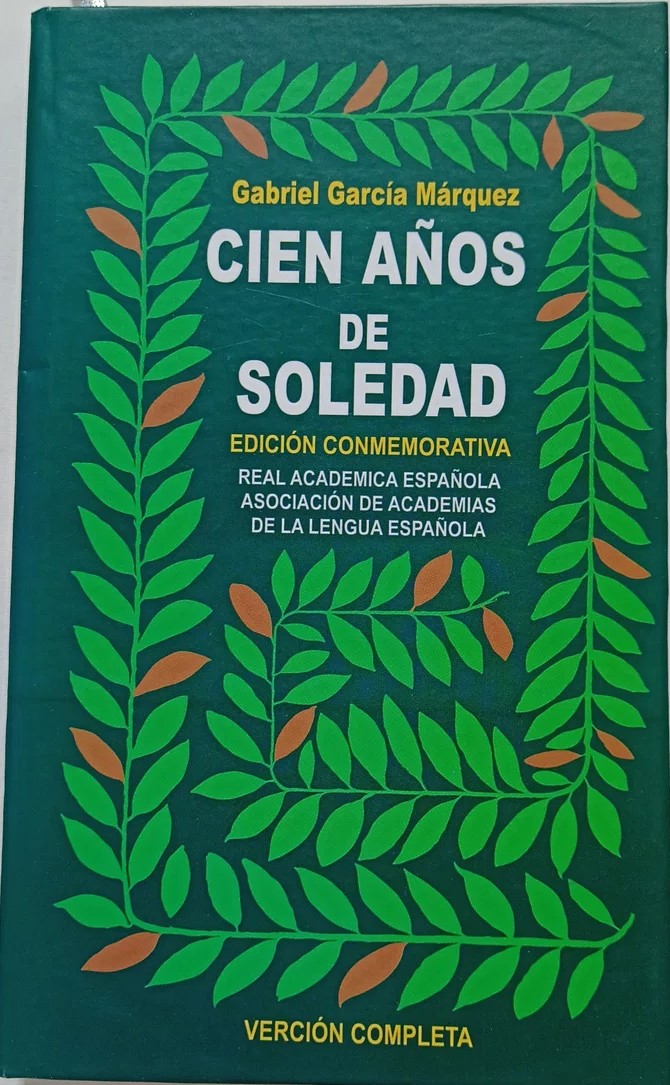 Gabriel García Márquez
CIEN AÑOS
DE
SOLEDAD
EDICIÓN CONMEMORATIVA
REAL ACADEMICA ESPAÑOLA
ASOCIACIÓN DE ACADEMIAS
DE LA LENGUA ESPAÑOLA
VERCIÓN COMPLETA